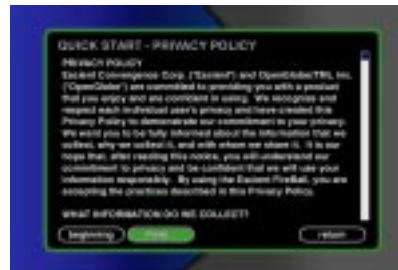 QUICK START - PRIVACY POLICY
PRIVACY POLICY
Escient Convergence Corp. ("Escient") and OpenGlobe(TM), Inc.
("OpenGlobe") are committed to providing you with a product
that you enjoy and are confident in using. We recognize and
respect each individual user's privacy and have created this
Privacy Policy to demonstrate our commitment to your privacy.
We want you to be fully informed about the information that we
collect, why we collect it, and with whom we share it. It is our
hope that, after reading this notice, you will understand our
commitment to privacy and be confident that we will use your
information responsibly. By using the Escient FireBall, you are
accepting the practices described in this Privacy Policy.
WHAT INFORMATION DO WE COLLECT?
beginning
return